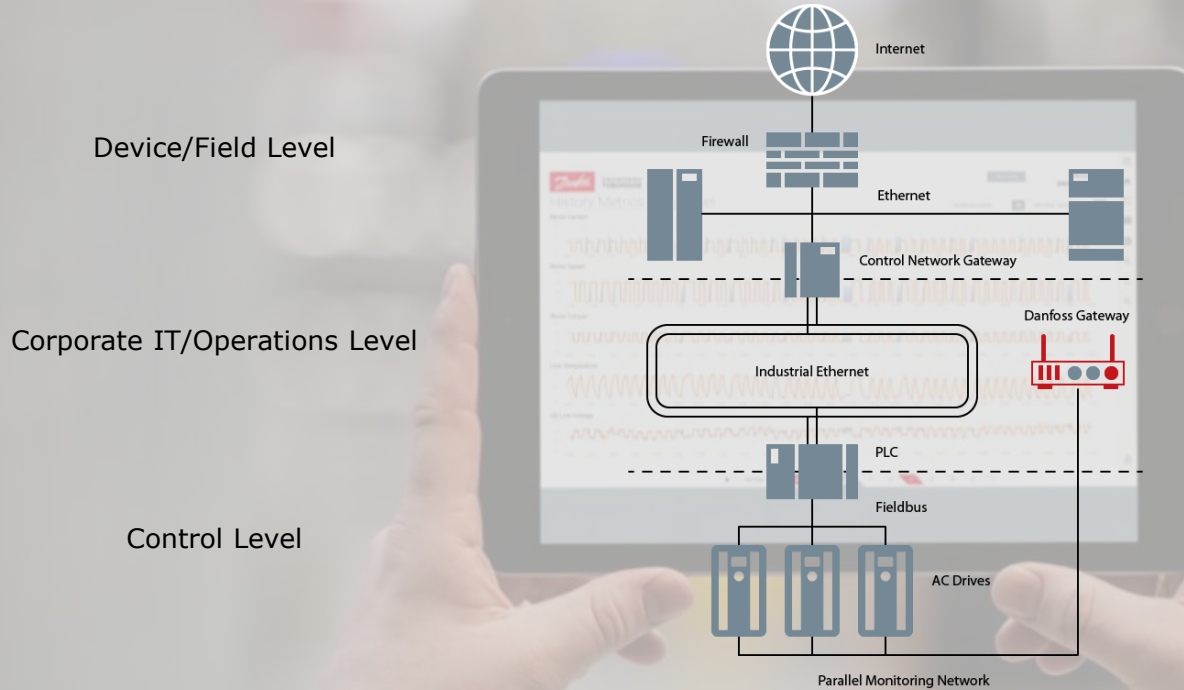 Internet
Device/Field Level
Firewall
Ethernet
Control Network Gateway
Danfoss Gateway
Corporate IT/Operations Level
Industrial Ethernet
PLC
Fieldbus
Control Level
AC Drives
Parallel Monitoring Network